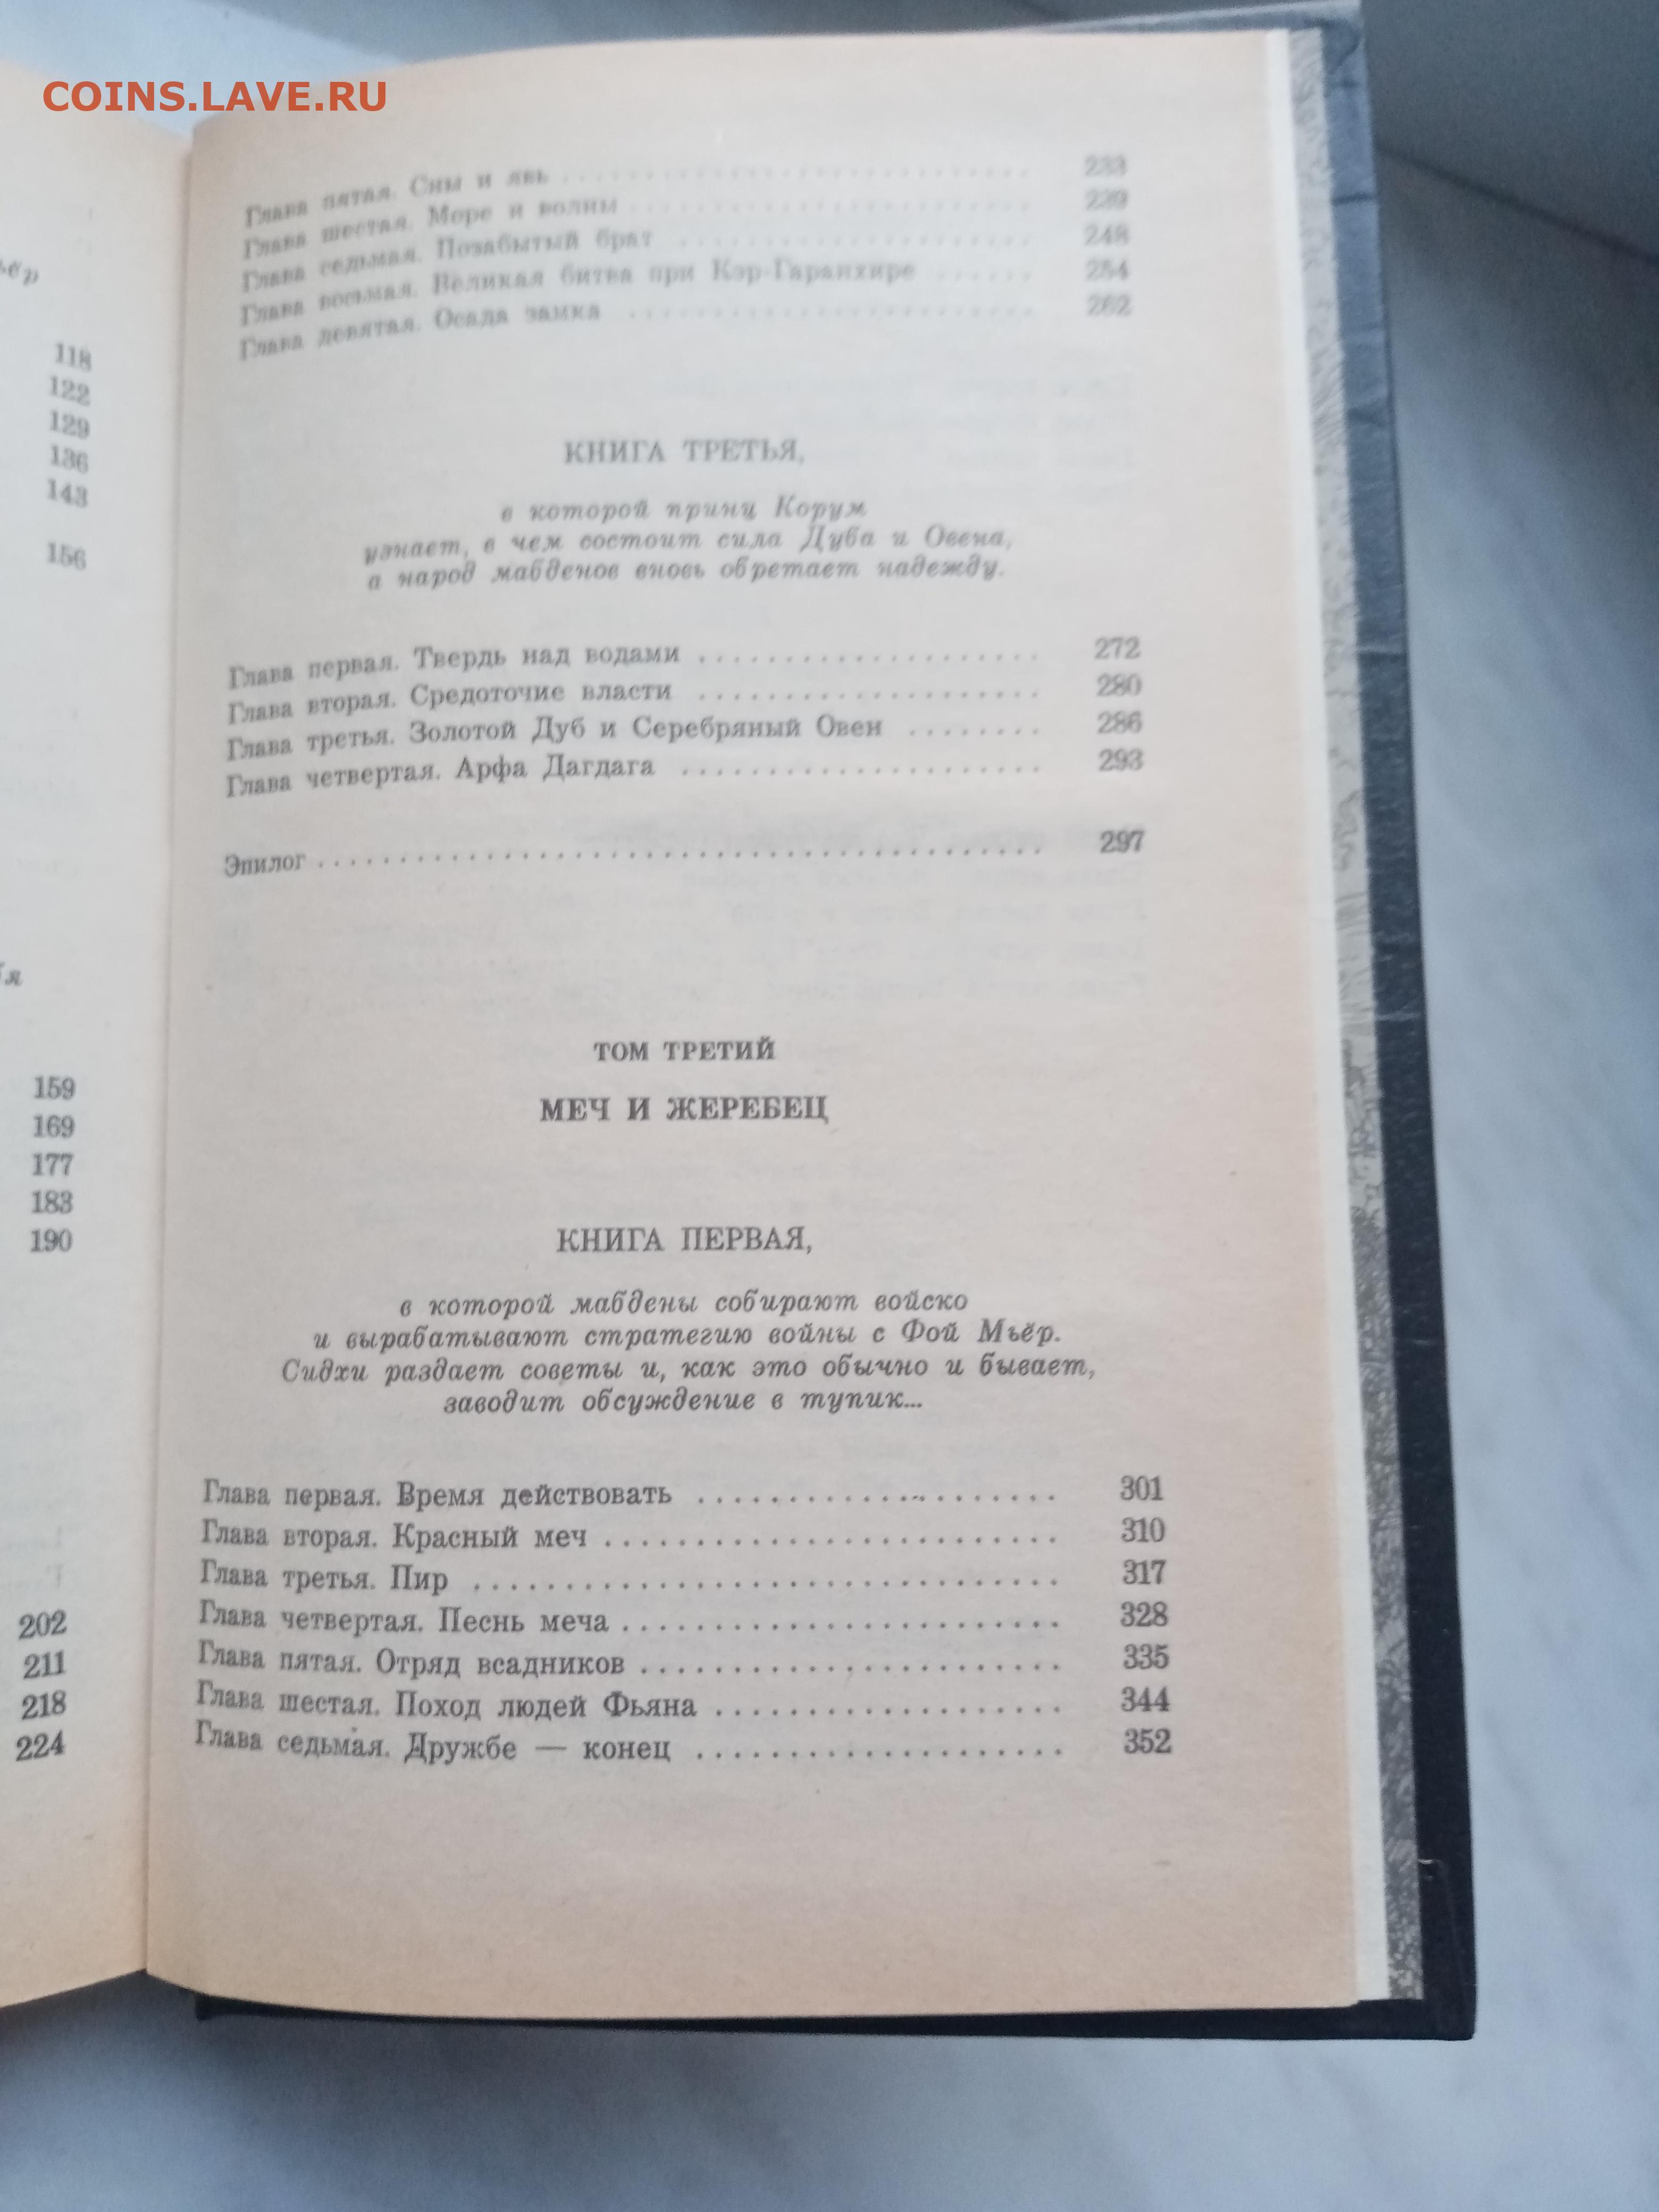 COINS.LAVE.RU
118
122
129
136
143
156
159
169
177
183
190
202
211
218
224
Глава пятая. Сны и явь 233
Глава шестая. Море и волны 239
Глава седьмая. Позабытый брат 248
Глава восьмая. Великая битва при Кэр-Гаранхире 254
Глава девятая. Осада замка 262
КНИГА ТРЕТЬЯ,
в которой принц Корум
узнает, в чем состоит сила Дуба и Овена,
а народ мабденов вновь обретает надежду.
Глава первая. Твердь над водами 272
Глава вторая. Средоточие власти 280
Глава третья. Золотой Дуб и Серебряный Овен 286
Глава четвертая. Арфа Дагдага 293
Эпилог 297
ТОМ ТРЕТИЙ
МЕЧ И ЖЕРЕБЕЦ
КНИГА ПЕРВАЯ,
в которой мабдены собирают войско
и вырабатывают стратегию войны с Фой Мьёр.
Сидхи раздает советы и, как это обычно и бывает,
заводит обсуждение в тупик...
Глава первая. Время действовать 301
Глава вторая. Красный меч 310
Глава третья. Пир 317
Глава четвертая. Песнь меча 328
Глава пятая. Отряд всадников 335
Глава шестая. Поход людей Фьяна 344
Глава седьмая. Дружбе — конец 352